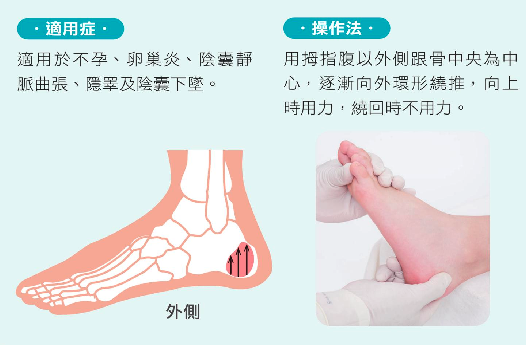 ·適用症·
適用於不孕、卵巢炎、陰囊靜
脈曲張、隱睪及陰囊下墜。
·操作法·
用拇指腹以外側跟骨中央為中
心，逐漸向外環形繞推，向上
時用力，繞回時不用力。
外側